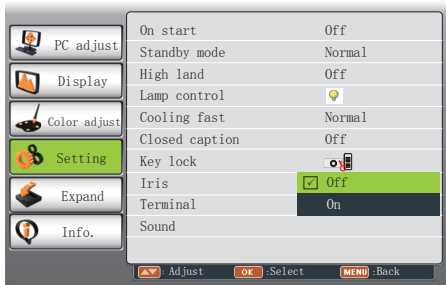 PC adjust
Display
Color adjust
Setting
Expand
Info.
On start Off
Standby mode Normal
High land Off
Lamp control
Cooling fast Normal
Closed caption Off
Key lock
Iris Off
Terminal On
Sound
: Adjust OK :Select MENU :Back